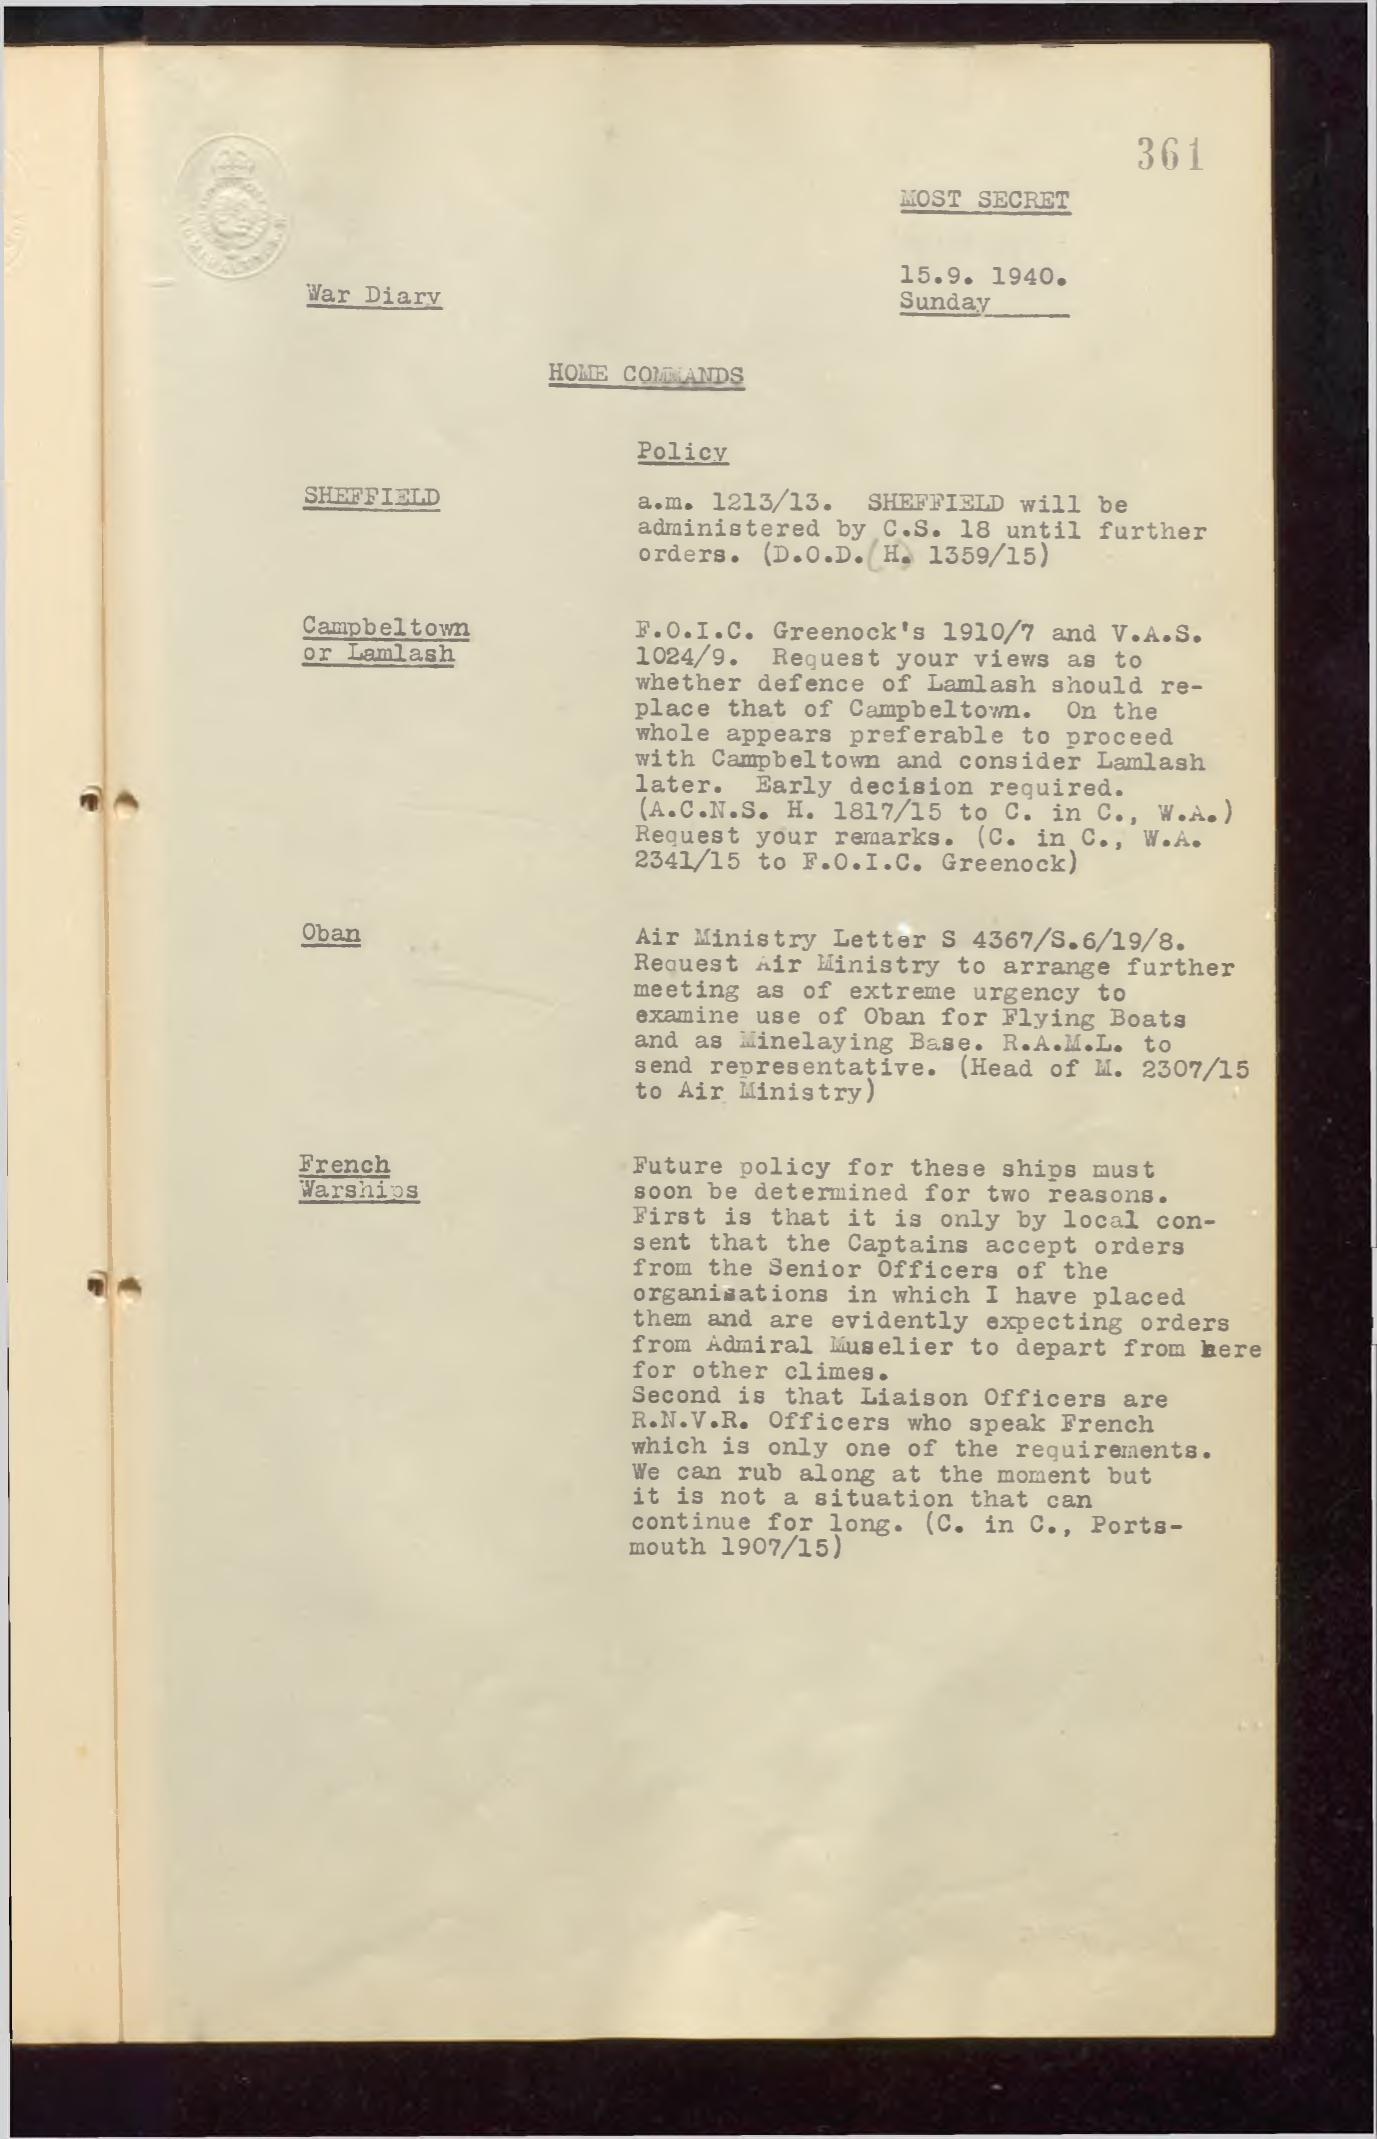 361
MOST SECRET
15.9. 1940.
War Diary
Sunday
HOME COMMANDS
Policy
SHEFFIELD
a.m. 1213/13. SHEFFIELD will be
administered by C.S. 18 until further
orders. (D.O.D.(H) 1359/15)
Campbeltown
or Lamlash
F.O.I.C. Greenock's 1910/7 and V.A.S.
1024/9. Request your views as to
whether defence of Lamlash should re-
place that of Campbeltown. On the
whole appears preferable to proceed
with Campbeltown and consider Lamlash
later. Early decision required.
(A.C.N.S. H. 1817/15 to C. in C., W.A.)
Request your remarks. (C. in C., W.A.
2341/15 to F.O.I.C. Greenock)
Oban
Air Ministry Letter S 4367/S.6/19/8.
Request Air Ministry to arrange further
meeting as of extreme urgency to
examine use of Oban for Flying Boats
and as Minelaying Base. R.A.M.L. to
send representative. (Head of M. 2307/15
to Air Ministry)
French
Warships
Future policy for these ships must
soon be determined for two reasons.
First is that it is only by local con-
sent that the Captains accept orders
from the Senior Officers of the
organisations in which I have placed
them and are evidently expecting orders
from Admiral Muselier to depart from here
for other climes.
Second is that Liaison Officers are
R.N.V.R. Officers who speak French
which is only one of the requirements.
We can rub along at the moment but
it is not a situation that can
continue for long. (C. in C., Ports-
mouth 1907/15)